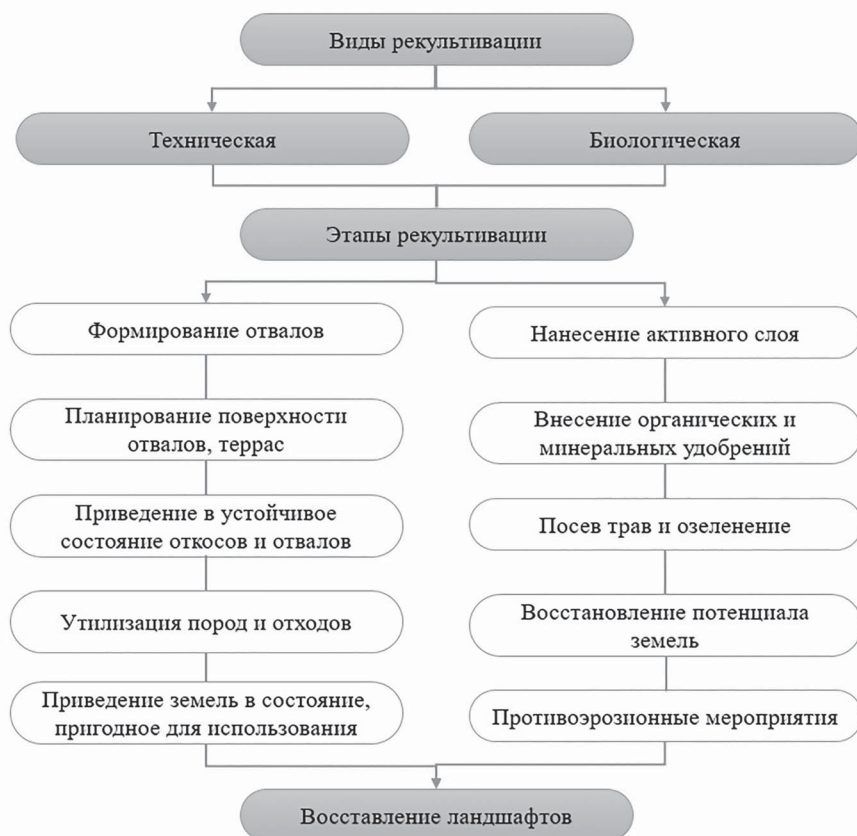 Виды рекультивации
Техническая
Биологическая
Этапы рекультивации
Формирование отвалов
Планирование поверхности
отвалов, террас
Приведение в устойчивое
состояние откосов и отвалов
Утилизация пород и отходов
Приведение земель в состояние,
пригодное для использования
Нанесение активного слоя
Внесение органических и
минеральных удобрений
Посев трав и озеленение
Восстановление потенциала
земель
Противоэрозионные мероприятия
Восставление ландшафтов